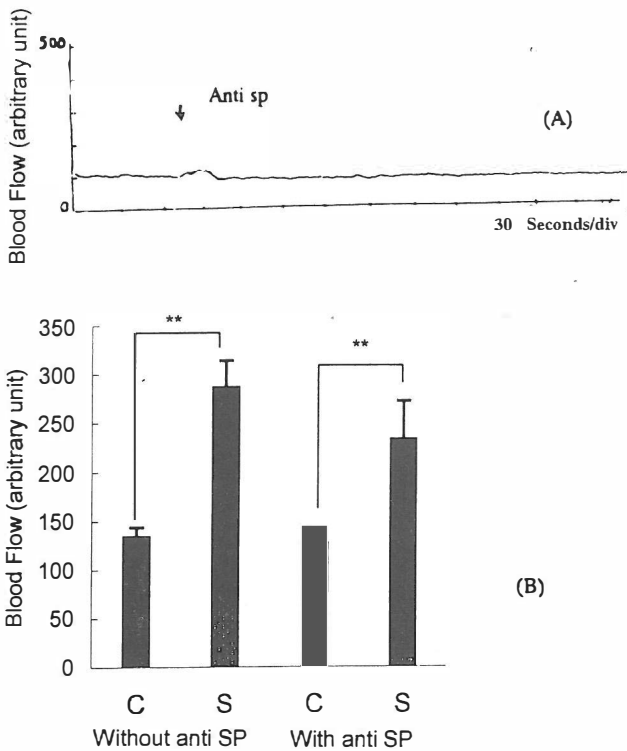 500
Anti sp
(A)
Blood Flow (arbitrary unit)
0
30 Seconds/div
350
300
250
200
150
100
50
0
**
**
Blood Flow (arbitrary unit)
(B)
C S C S
Without anti SP With anti SP